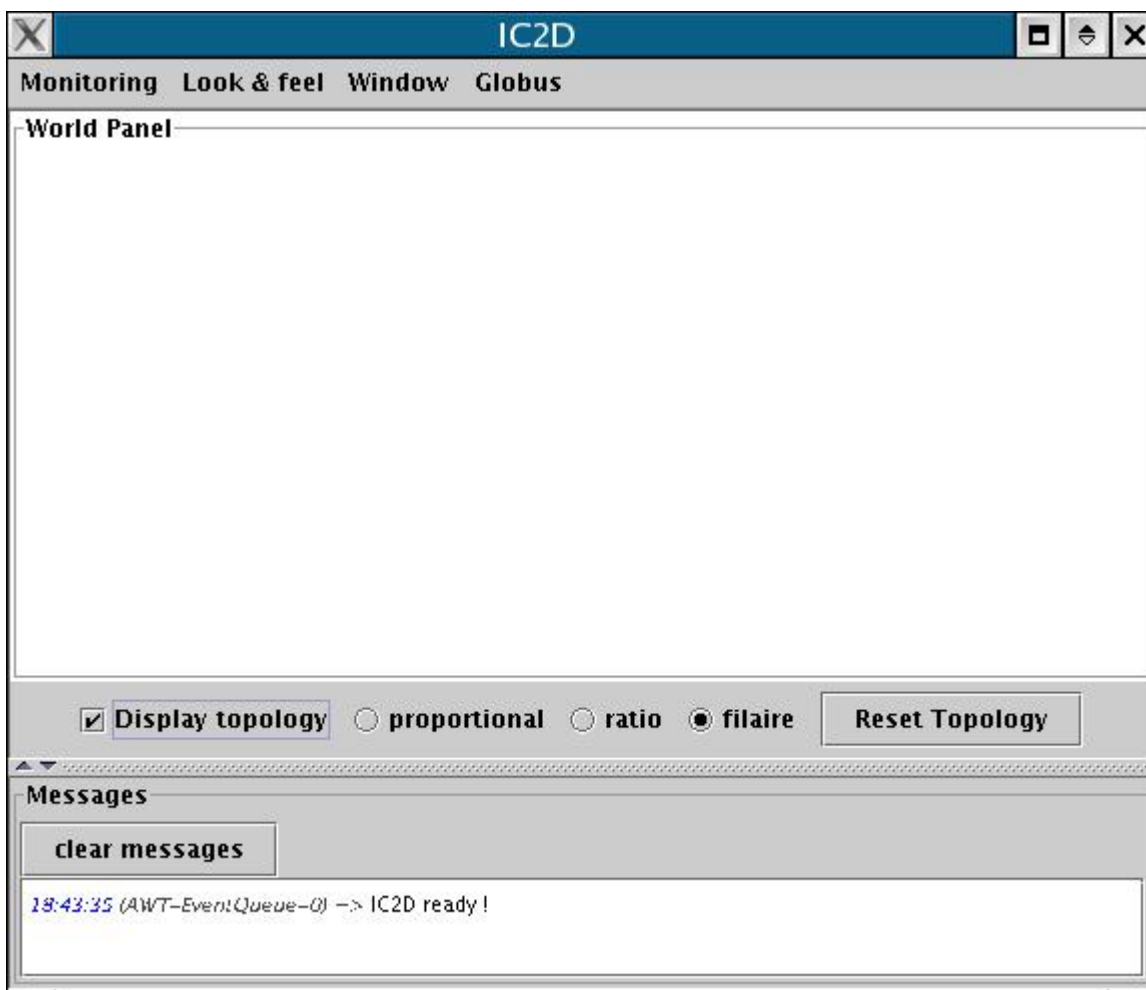 IC2D
Monitoring Look & feel Window Globus
World Panel
Display topology proportional ratio filaire Reset Topology
Messages
clear messages
18:43:35 (AWT-EventQueue-0) -> IC2D ready !